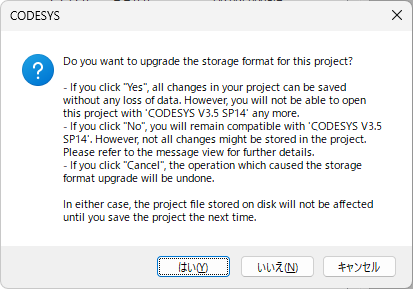 CODESYS
Do you want to upgrade the storage format for this project?
- If you click "Yes", all changes in your project can be saved
without any loss of data. However, you will not be able to open
this project with 'CODESYS V3.5 SP14' any more.
- If you click "No", you will remain compatible with 'CODESYS V3.5
SP14'. However, not all changes might be stored in the project.
Please refer to the message view for further details.
- If you click "Cancel", the operation which caused the storage
format upgrade will be undone.
In either case, the project file stored on disk will not be affected
until you save the project the next time.
はい(Y)
いいえ(N)
キャンセル